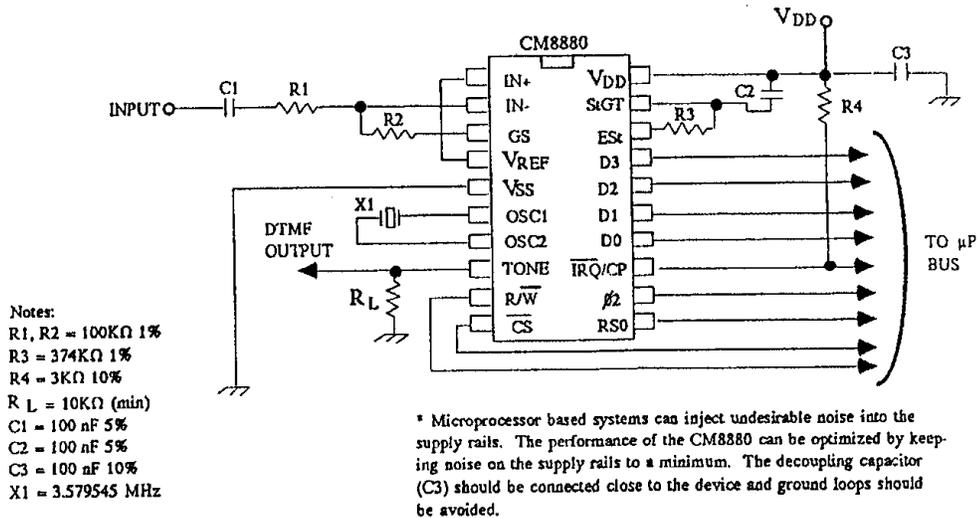 VDD
CM8880
C3
C1
R1
INPUT
R2
IN+
IN-
GS
VREF
VSS
OSC1
OSC2
TONE
R/W̅
C̅S̅
VDD
StGT
ESt
D3
D2
D1
D0
I̅R̅Q̅/CP
ø2
RS0
C2
R3
R4
X1
DTMF
OUTPUT
RL
TO µP
BUS
Notes:
R1, R2 = 100KΩ 1%
R3 = 374KΩ 1%
R4 = 3KΩ 10%
R L = 10KΩ (min)
C1 = 100 nF 5%
C2 = 100 nF 5%
C3 = 100 nF 10%
X1 = 3.579545 MHz
* Microprocessor based systems can inject undesirable noise into the
supply rails. The performance of the CM8880 can be optimized by keep-
ing noise on the supply rails to a minimum. The decoupling capacitor
(C3) should be connected close to the device and ground loops should
be avoided.